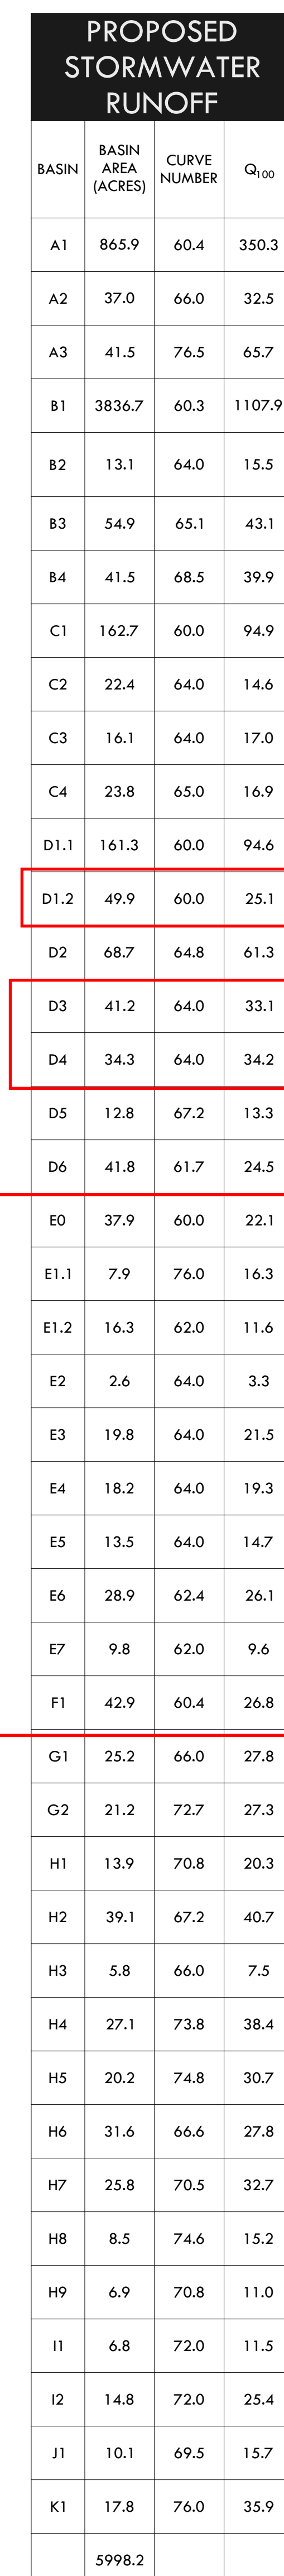 PROPOSED
STORMWATER
RUNOFF
BASIN BASIN AREA (ACRES) CURVE NUMBER Q100
A1 865.9 60.4 350.3
A2 37.0 66.0 32.5
A3 41.5 76.5 65.7
B1 3836.7 60.3 1107.9
B2 13.1 64.0 15.5
B3 54.9 65.1 43.1
B4 41.5 68.5 39.9
C1 162.7 60.0 94.9
C2 22.4 64.0 14.6
C3 16.1 64.0 17.0
C4 23.8 65.0 16.9
D1.1 161.3 60.0 94.6
D1.2 49.9 60.0 25.1
D2 68.7 64.8 61.3
D3 41.2 64.0 33.1
D4 34.3 64.0 34.2
D5 12.8 67.2 13.3
D6 41.8 61.7 24.5
E0 37.9 60.0 22.1
E1.1 7.9 76.0 16.3
E1.2 16.3 62.0 11.6
E2 2.6 64.0 3.3
E3 19.8 64.0 21.5
E4 18.2 64.0 19.3
E5 13.5 64.0 14.7
E6 28.9 62.4 26.1
E7 9.8 62.0 9.6
F1 42.9 60.4 26.8
G1 25.2 66.0 27.8
G2 21.2 72.7 27.3
H1 13.9 70.8 20.3
H2 39.1 67.2 40.7
H3 5.8 66.0 7.5
H4 27.1 73.8 38.4
H5 20.2 74.8 30.7
H6 31.6 66.6 27.8
H7 25.8 70.5 32.7
H8 8.5 74.6 15.2
H9 6.9 70.8 11.0
I1 6.8 72.0 11.5
I2 14.8 72.0 25.4
J1 10.1 69.5 15.7
K1 17.8 76.0 35.9
5998.2